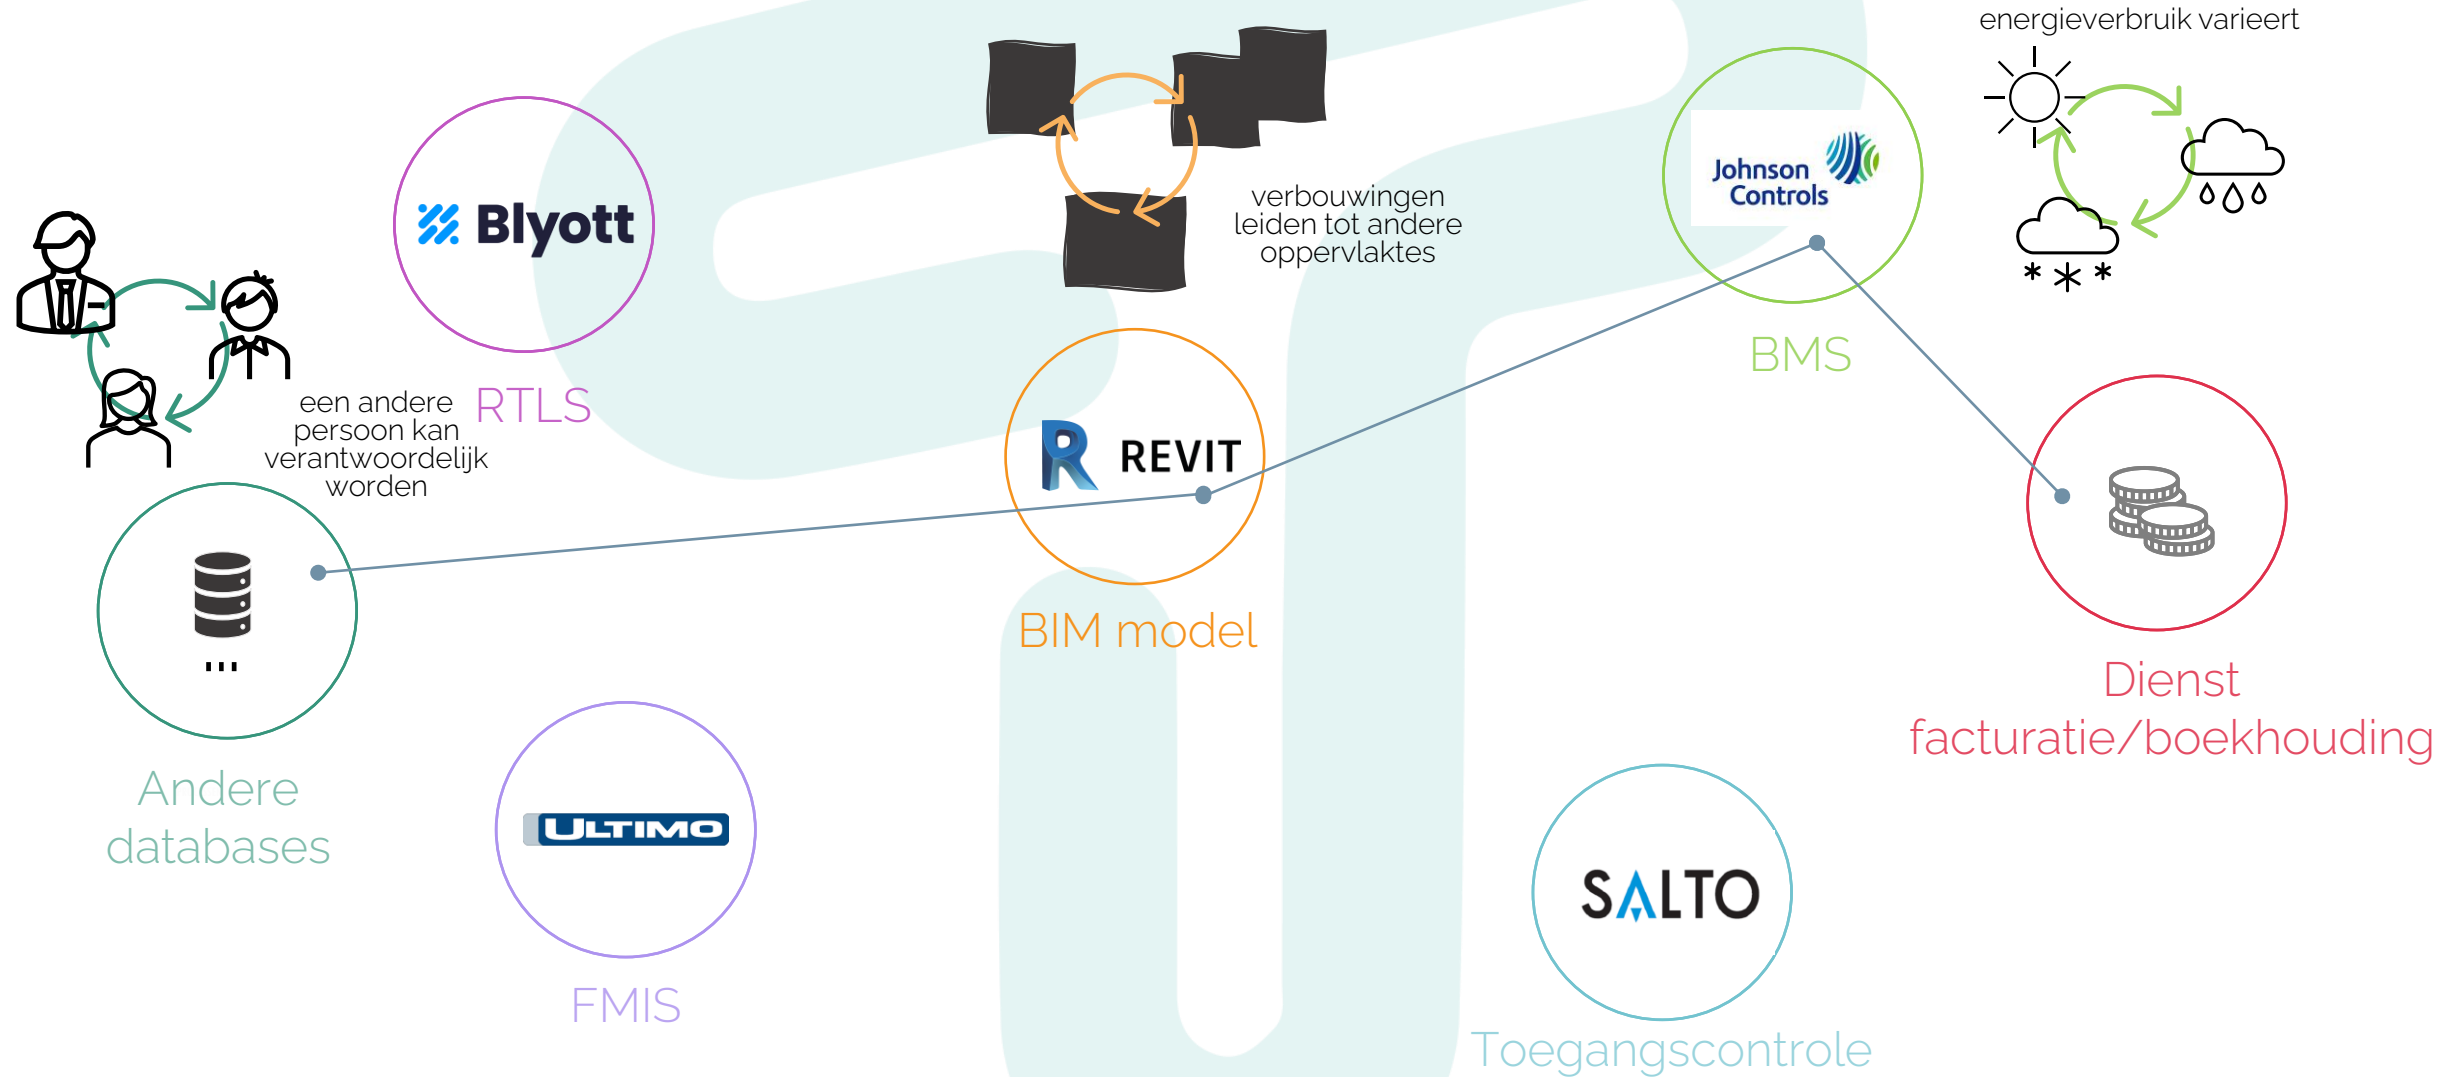 energieverbruik varieert
Johnson
Controls
verbouwingen
leiden tot andere
oppervlaktes
Blyott
BMS
RTLS
een andere
persoon kan
verantwoordelijk
worden
REVIT
BIM model
Dienst
facturatie/boekhouding
Andere
databases
ULTIMO
SALTO
FMIS
Toegangscontrole